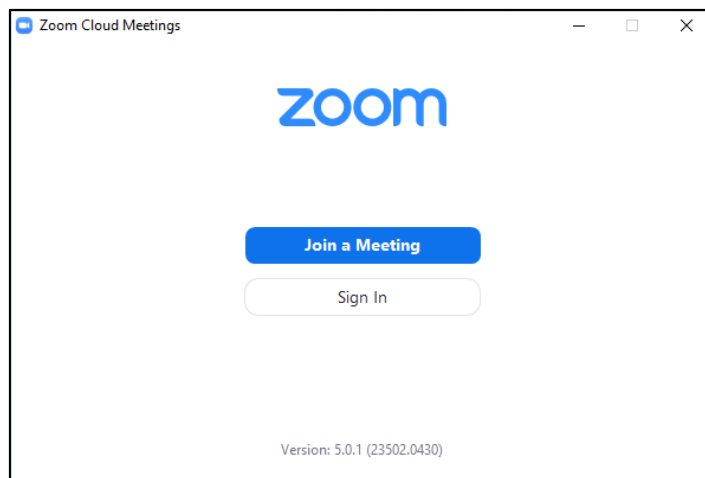 Zoom Cloud Meetings
zoom
Join a Meeting
Sign In
Version: 5.0.1 (23502.0430)